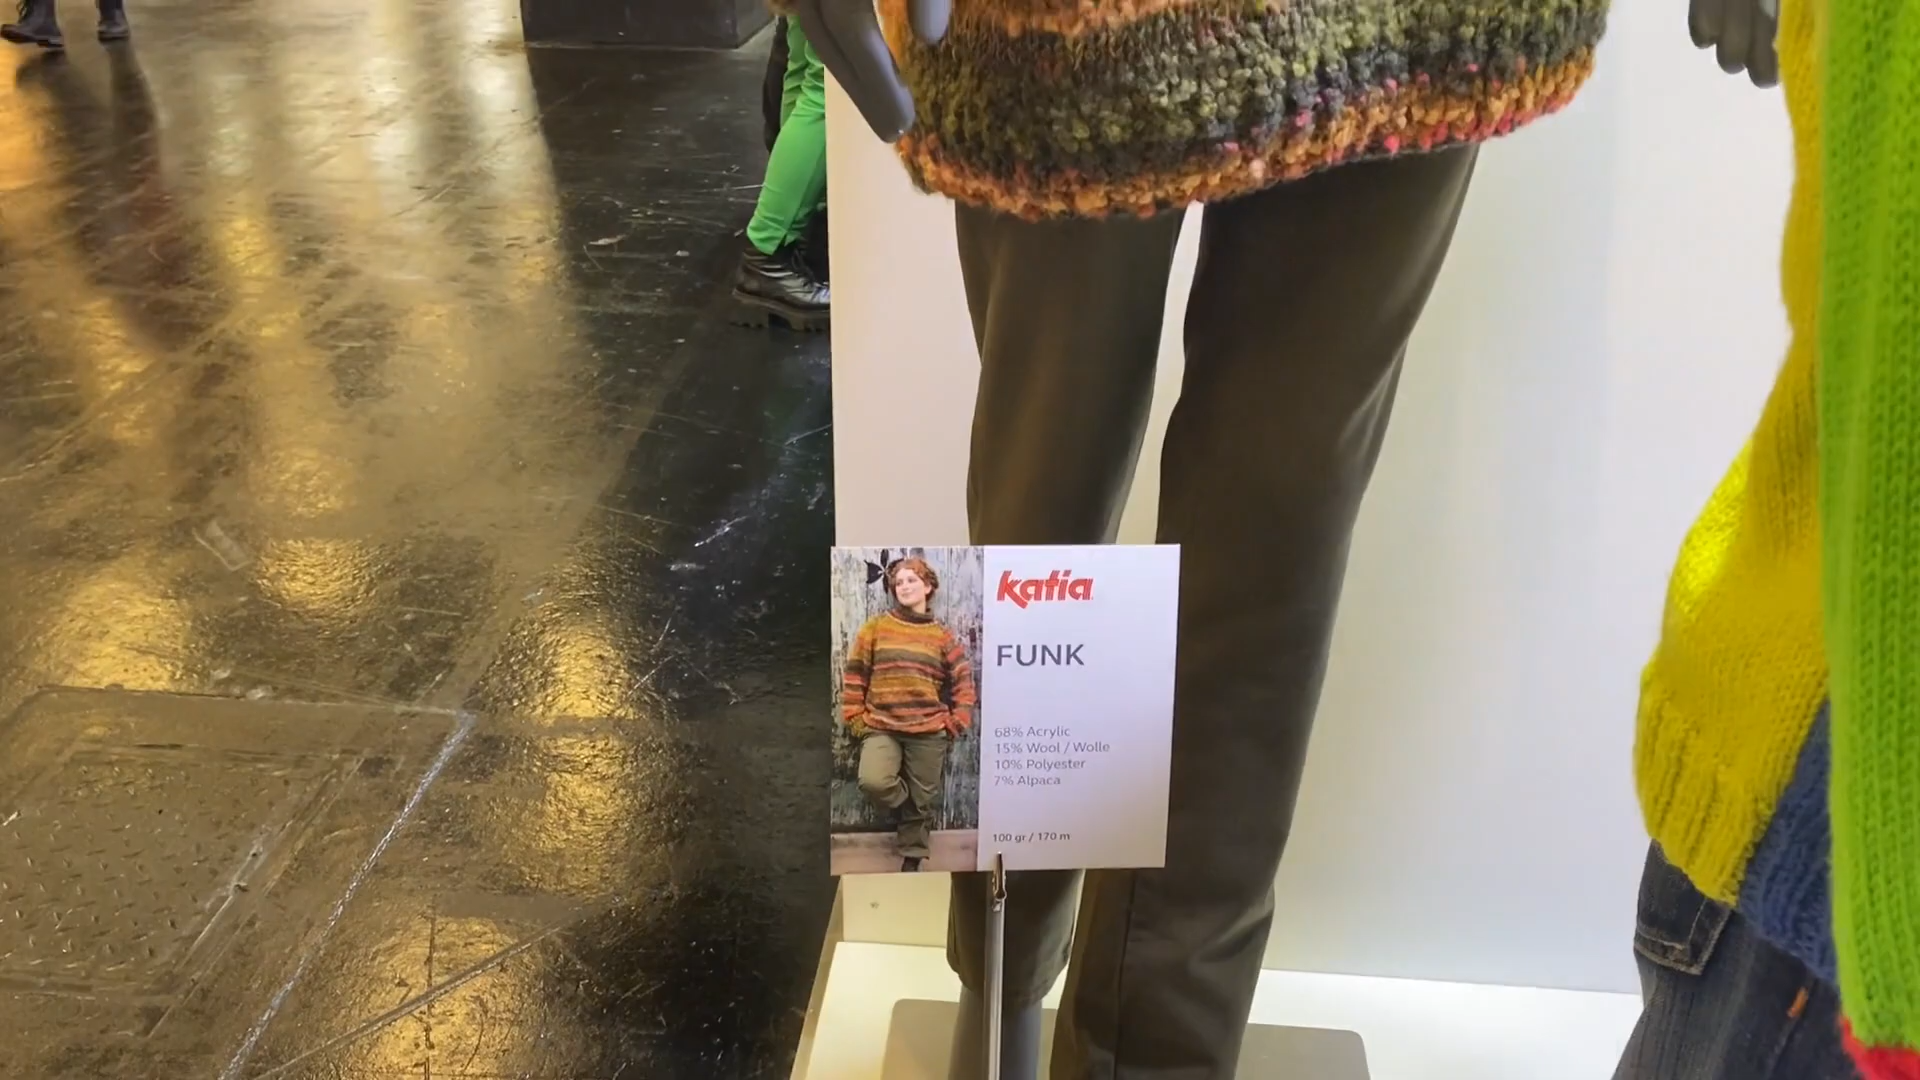 katia
FUNK
68% Acrylic
15% Wool / Wolle
10% Polyester
7% Alpaca
100 gr / 170 m